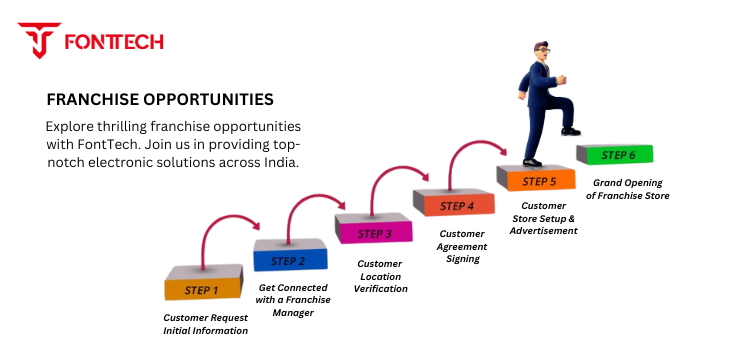 FONTTECH
FRANCHISE OPPORTUNITIES
Explore thrilling franchise opportunities
with FontTech. Join us in providing top-
notch electronic solutions across India.
STEP 1
Customer Request
Initial Information
STEP 2
Get Connected
with a Franchise
Manager
STEP 3
Customer
Location
Verification
STEP 4
Customer
Agreement
Signing
STEP 5
Customer
Store Setup &
Advertisement
STEP 6
Grand Opening
of Franchise Store